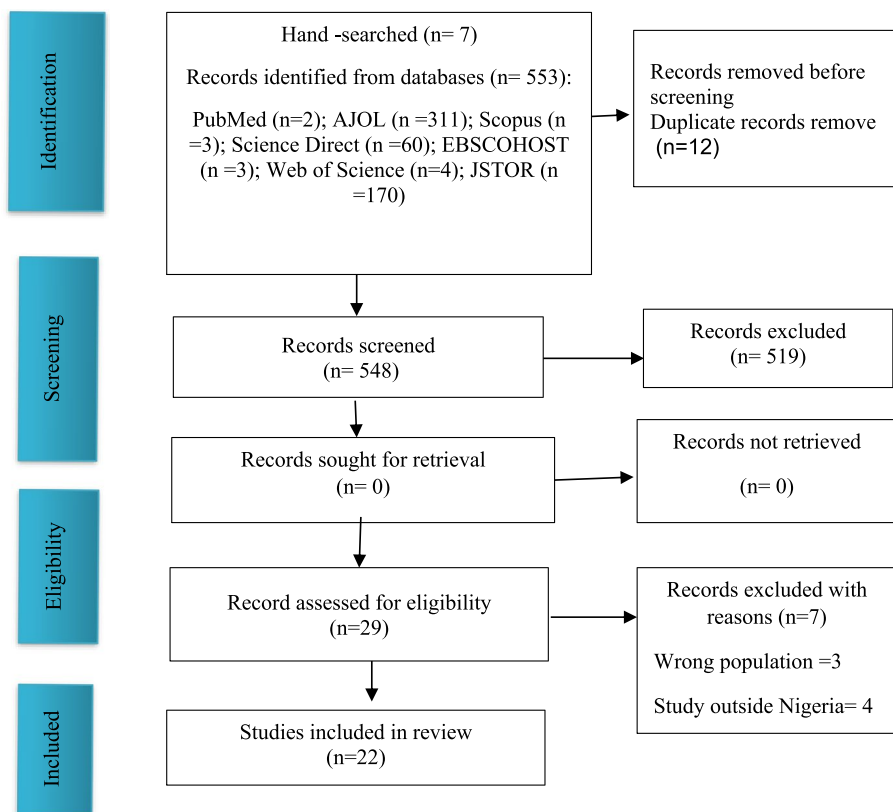 Identification
Hand -searched (n= 7)
Records identified from databases (n= 553):
PubMed (n=2); AJOL (n =311); Scopus (n
=3); Science Direct (n =60); EBSCOHOST
(n =3); Web of Science (n=4); JSTOR (n
=170)
Records removed before
screening
Duplicate records remove
(n=12)
Screening
Records screened
(n= 548)
Records excluded
(n= 519)
Records sought for retrieval
(n= 0)
Records not retrieved
(n= 0)
Eligibility
Record assessed for eligibility
(n=29)
Records excluded with
reasons (n=7)
Wrong population =3
Study outside Nigeria= 4
Included
Studies included in review
(n=22)